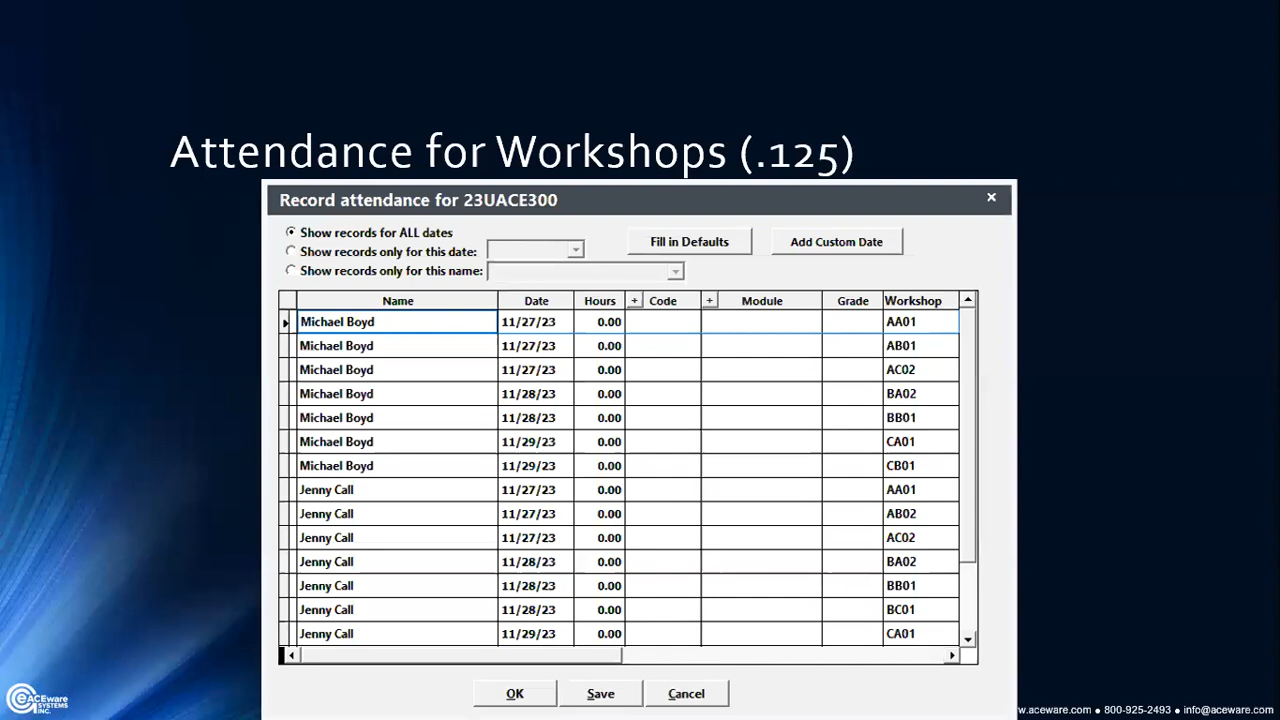 Attendance for Workshops (.125)
Record attendance for 23UACE300 ×
Show records for ALL dates
Show records only for this date:
Show records only for this name:
Fill in Defaults Add Custom Date
Name Date Hours + Code + Module Grade Workshop
Michael Boyd 11/27/23 0.00 AA01
Michael Boyd 11/27/23 0.00 AB01
Michael Boyd 11/27/23 0.00 AC02
Michael Boyd 11/28/23 0.00 BA02
Michael Boyd 11/28/23 0.00 BB01
Michael Boyd 11/29/23 0.00 CA01
Michael Boyd 11/29/23 0.00 CB01
Jenny Call 11/27/23 0.00 AA01
Jenny Call 11/27/23 0.00 AB02
Jenny Call 11/27/23 0.00 AC02
Jenny Call 11/28/23 0.00 BA02
Jenny Call 11/28/23 0.00 BB01
Jenny Call 11/28/23 0.00 BC01
Jenny Call 11/29/23 0.00 CA01
OK Save Cancel
ACEware
SYSTEMS
INC.
w.aceware.com ● 800-925-2493 ● info@aceware.com